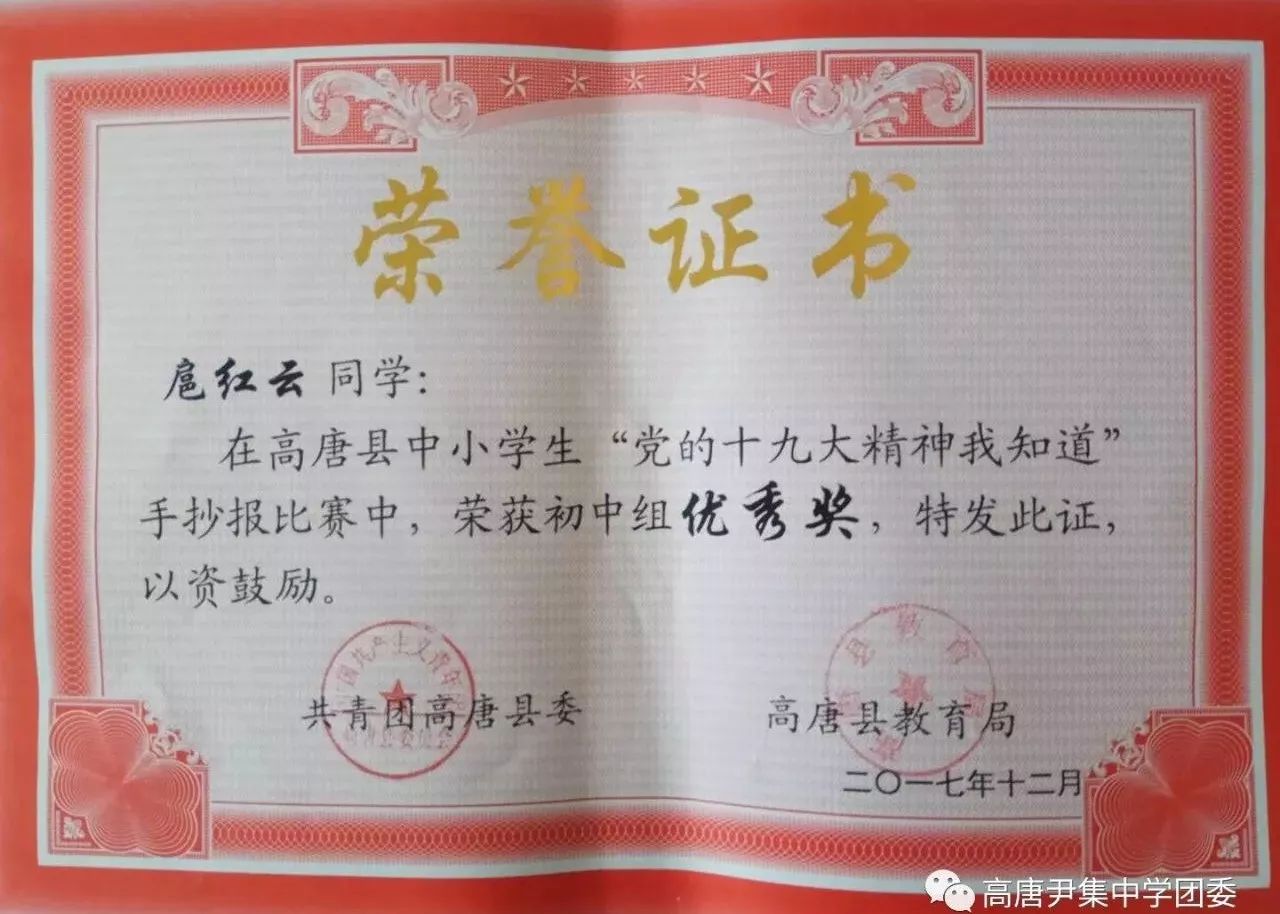 荣誉证书
扈红云 同学：
在高唐县中小学生“党的十九大精神我知道”
手抄报比赛中，荣获初中组优秀奖，特发此证，
以资鼓励。
共青团高唐县委 高唐县教育局
二〇一七年十二月
高唐尹集中学团委